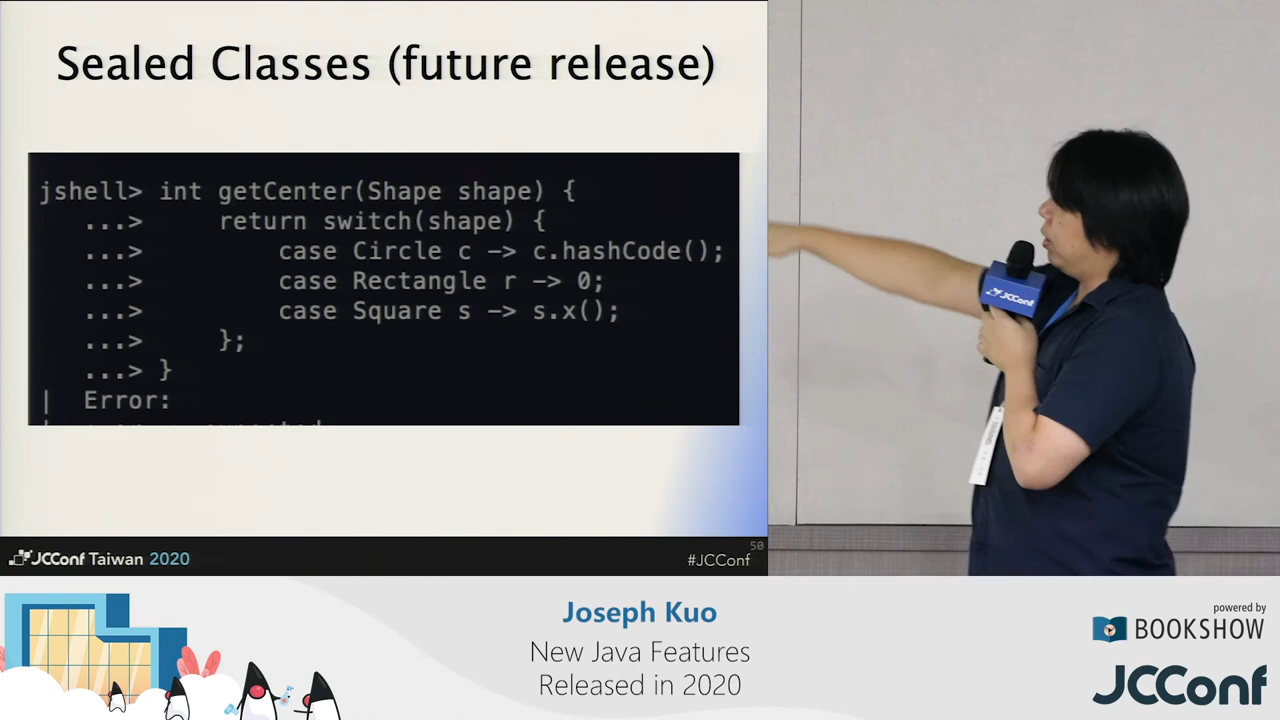 Sealed Classes (future release)
jshell> int getCenter(Shape shape) {
...> return switch(shape) {
...> case Circle c -> c.hashCode();
...> case Rectangle r -> 0;
...> case Square s -> s.x();
...> };
...> }
| Error:
JCConf Taiwan 2020
#JCConf
50
JCConf
Joseph Kuo
New Java Features
Released in 2020
powered by
BOOKSHOW
JCConf